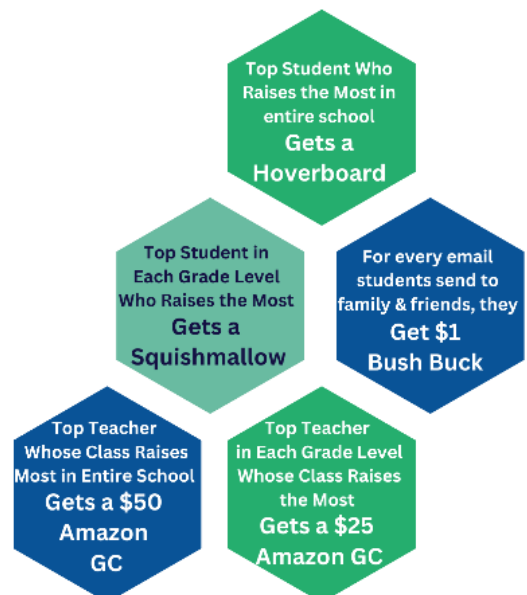 Top Student Who
Raises the Most in
entire school
Gets a
Hoverboard
Top Student in
Each Grade Level
Who Raises the Most
Gets a
Squishmallow
For every email
students send to
family & friends, they
Get $1
Bush Buck
Top Teacher
Whose Class Raises
Most in Entire School
Gets a $50
Amazon
GC
Top Teacher
in Each Grade Level
Whose Class Raises
the Most
Gets a $25
Amazon GC